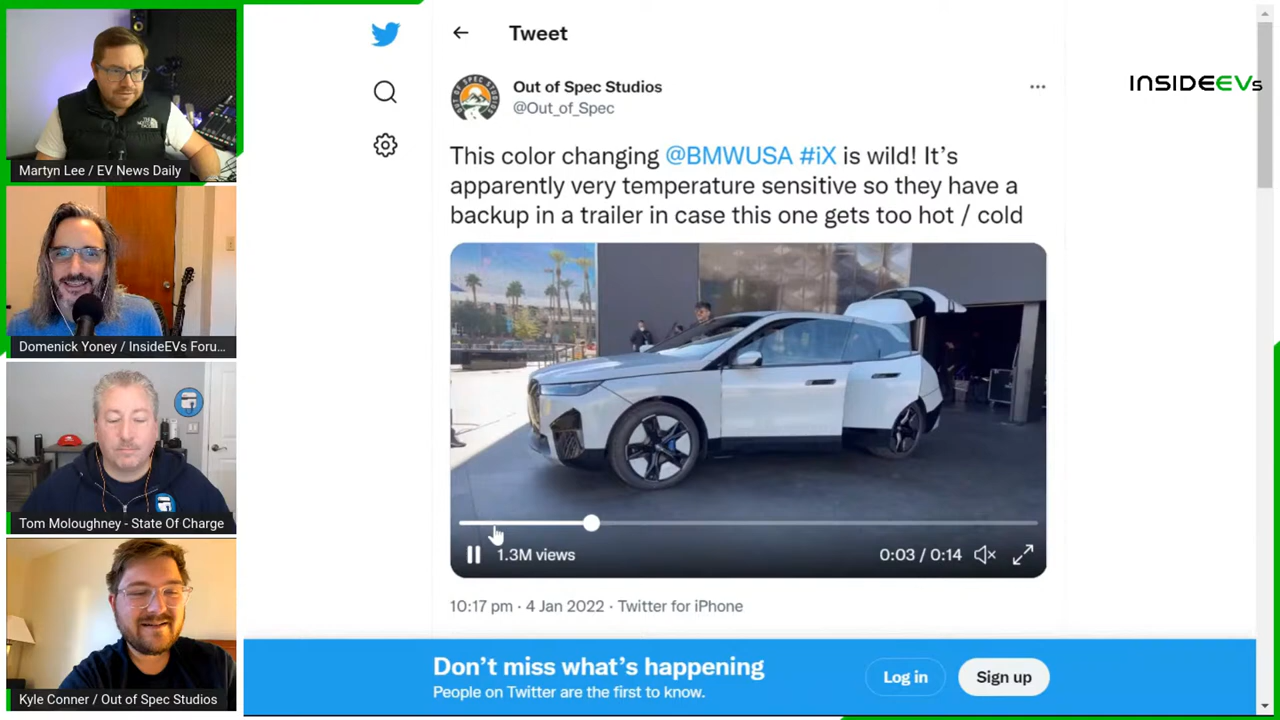 Martyn Lee / EV News Daily
Domenick Yoney / InsideEVs Foru...
Tom Moloughney - State Of Charge
Kyle Conner / Out of Spec Studios
Tweet
OUT OF SPEC STUDIOS
Out of Spec Studios
@Out_of_Spec
This color changing @BMWUSA #iX is wild! It’s
apparently very temperature sensitive so they have a
backup in a trailer in case this one gets too hot / cold
1.3M views
0:03 / 0:14
10:17 pm · 4 Jan 2022 · Twitter for iPhone
Don’t miss what’s happening
People on Twitter are the first to know.
Log in
Sign up
INSIDEEVs